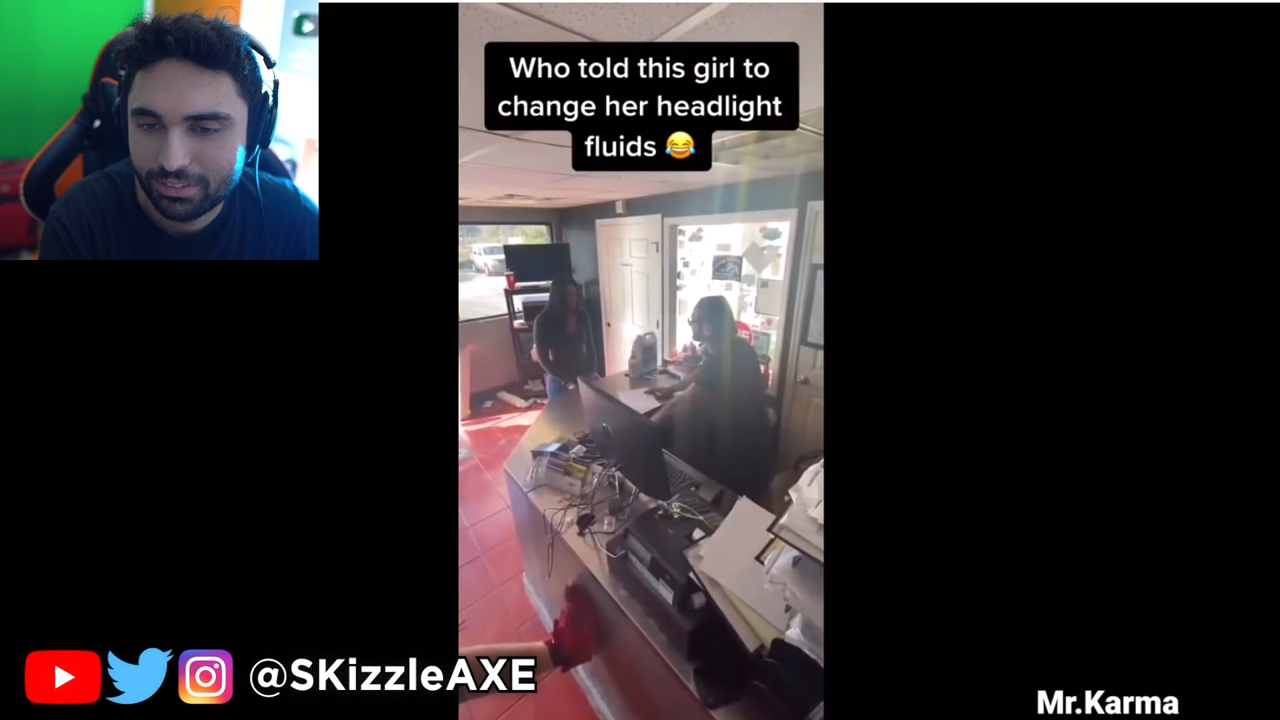 Who told this girl to
change her headlight
fluids 😂
@SKizzleAXE
Mr.Karma